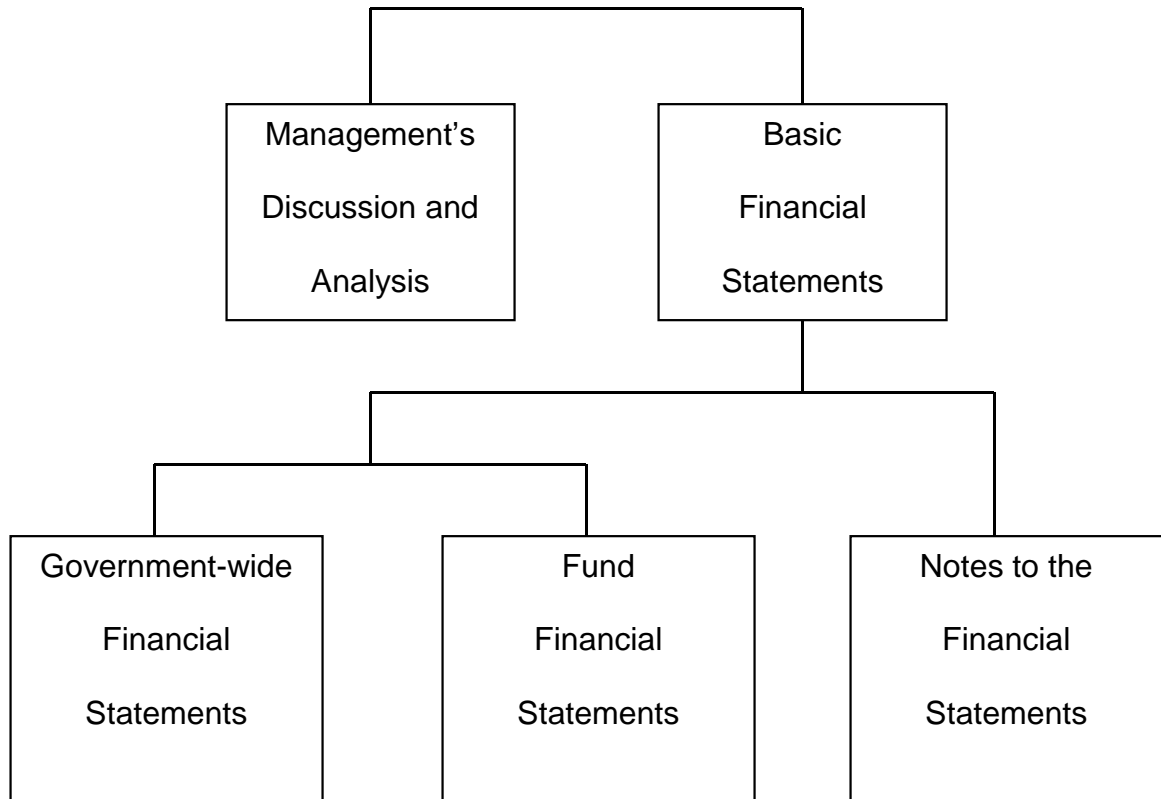 Management’s
Discussion and
Analysis
Basic
Financial
Statements
Government-wide
Financial
Statements
Fund
Financial
Statements
Notes to the
Financial
Statements